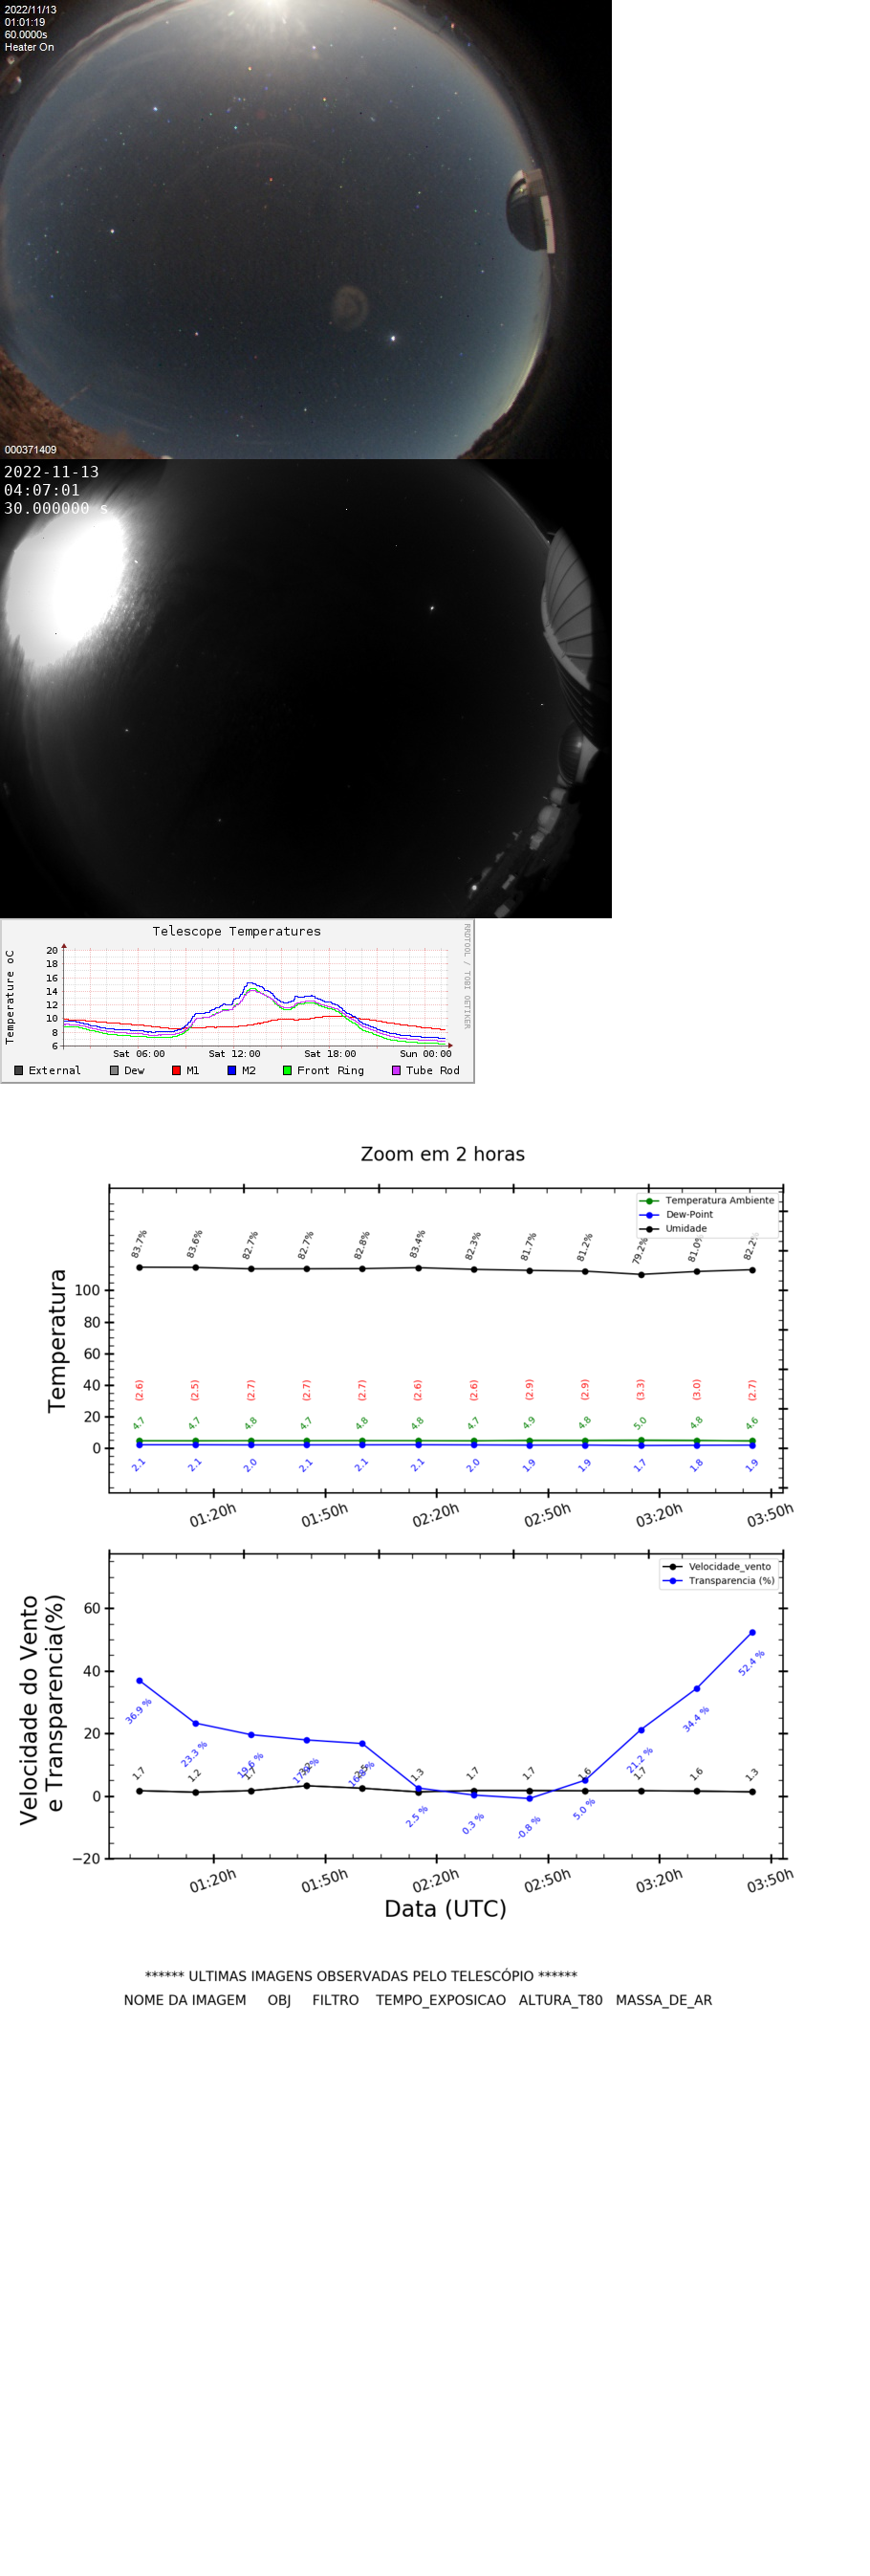 2022/11/13
01:01:19
60.0000s
Heater On
000371409
2022-11-13
04:07:01
30.000000 s
Telescope Temperatures
RRDTOOL / TOBI OETIKER
Temperature oC
20
18
16
14
12
10
8
6
Sat 06:00 Sat 12:00 Sat 18:00 Sun 00:00
External Dew M1 M2 Front Ring Tube Rod
Zoom em 2 horas
Temperatura Ambiente
Dew-Point
Umidade
83.7% 83.6% 82.7% 82.7% 82.8% 83.4% 82.3% 81.7% 81.2% 79.2% 81.0% 82.2%
Temperatura
100
80
60
40
20
0
(2.6) (2.5) (2.7) (2.7) (2.7) (2.6) (2.6) (2.9) (2.9) (3.3) (3.0) (2.7)
4.7 4.7 4.8 4.7 4.8 4.8 4.7 4.9 4.8 5.0 4.8 4.6
2.1 2.1 2.0 2.1 2.1 2.1 2.0 1.9 1.9 1.7 1.8 1.9
01:20h 01:50h 02:20h 02:50h 03:20h 03:50h
Velocidade_vento
Transparencia (%)
Velocidade do Vento
e Transparencia(%)
60
40
20
0
−20
36.9 % 23.3 % 19.6 % 2.5 % 0.3 % -0.8 % 5.0 % 21.2 % 34.4 % 52.4 %
1.7 1.2 1.7 1.3 1.7 1.7 1.6 1.7 1.6 1.3
01:20h 01:50h 02:20h 02:50h 03:20h 03:50h
Data (UTC)
****** ULTIMAS IMAGENS OBSERVADAS PELO TELESCÓPIO ******
NOME DA IMAGEM OBJ FILTRO TEMPO_EXPOSICAO ALTURA_T80 MASSA_DE_AR